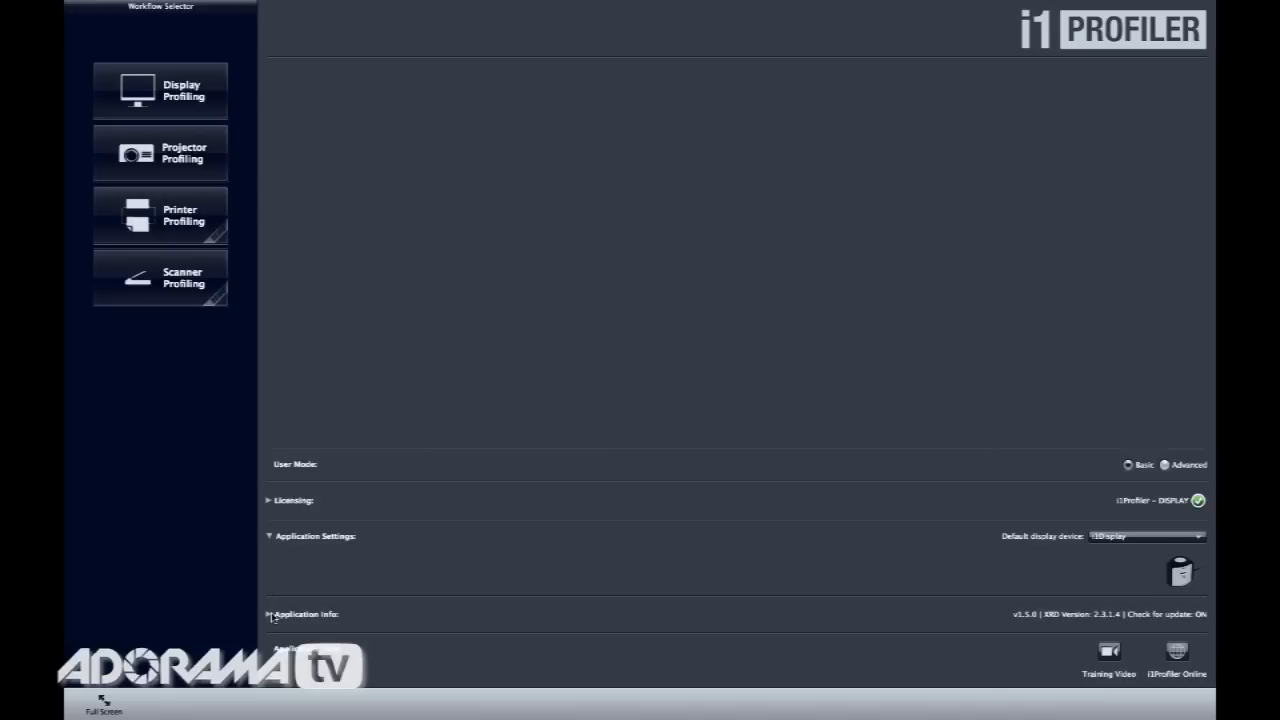 Workflow Selector
i1 PROFILER
Display
Profiling
Projector
Profiling
Printer
Profiling
Scanner
Profiling
User Mode:
Basic
Advanced
Licensing:
i1Profiler - DISPLAY
Application Settings:
Default display device:
i1Display
Application Info:
v1.5.0 | XRD Version: 2.3.1.4 | Check for update: ON
Training Video
i1Profiler Online
ADORAMA tv
Full Screen